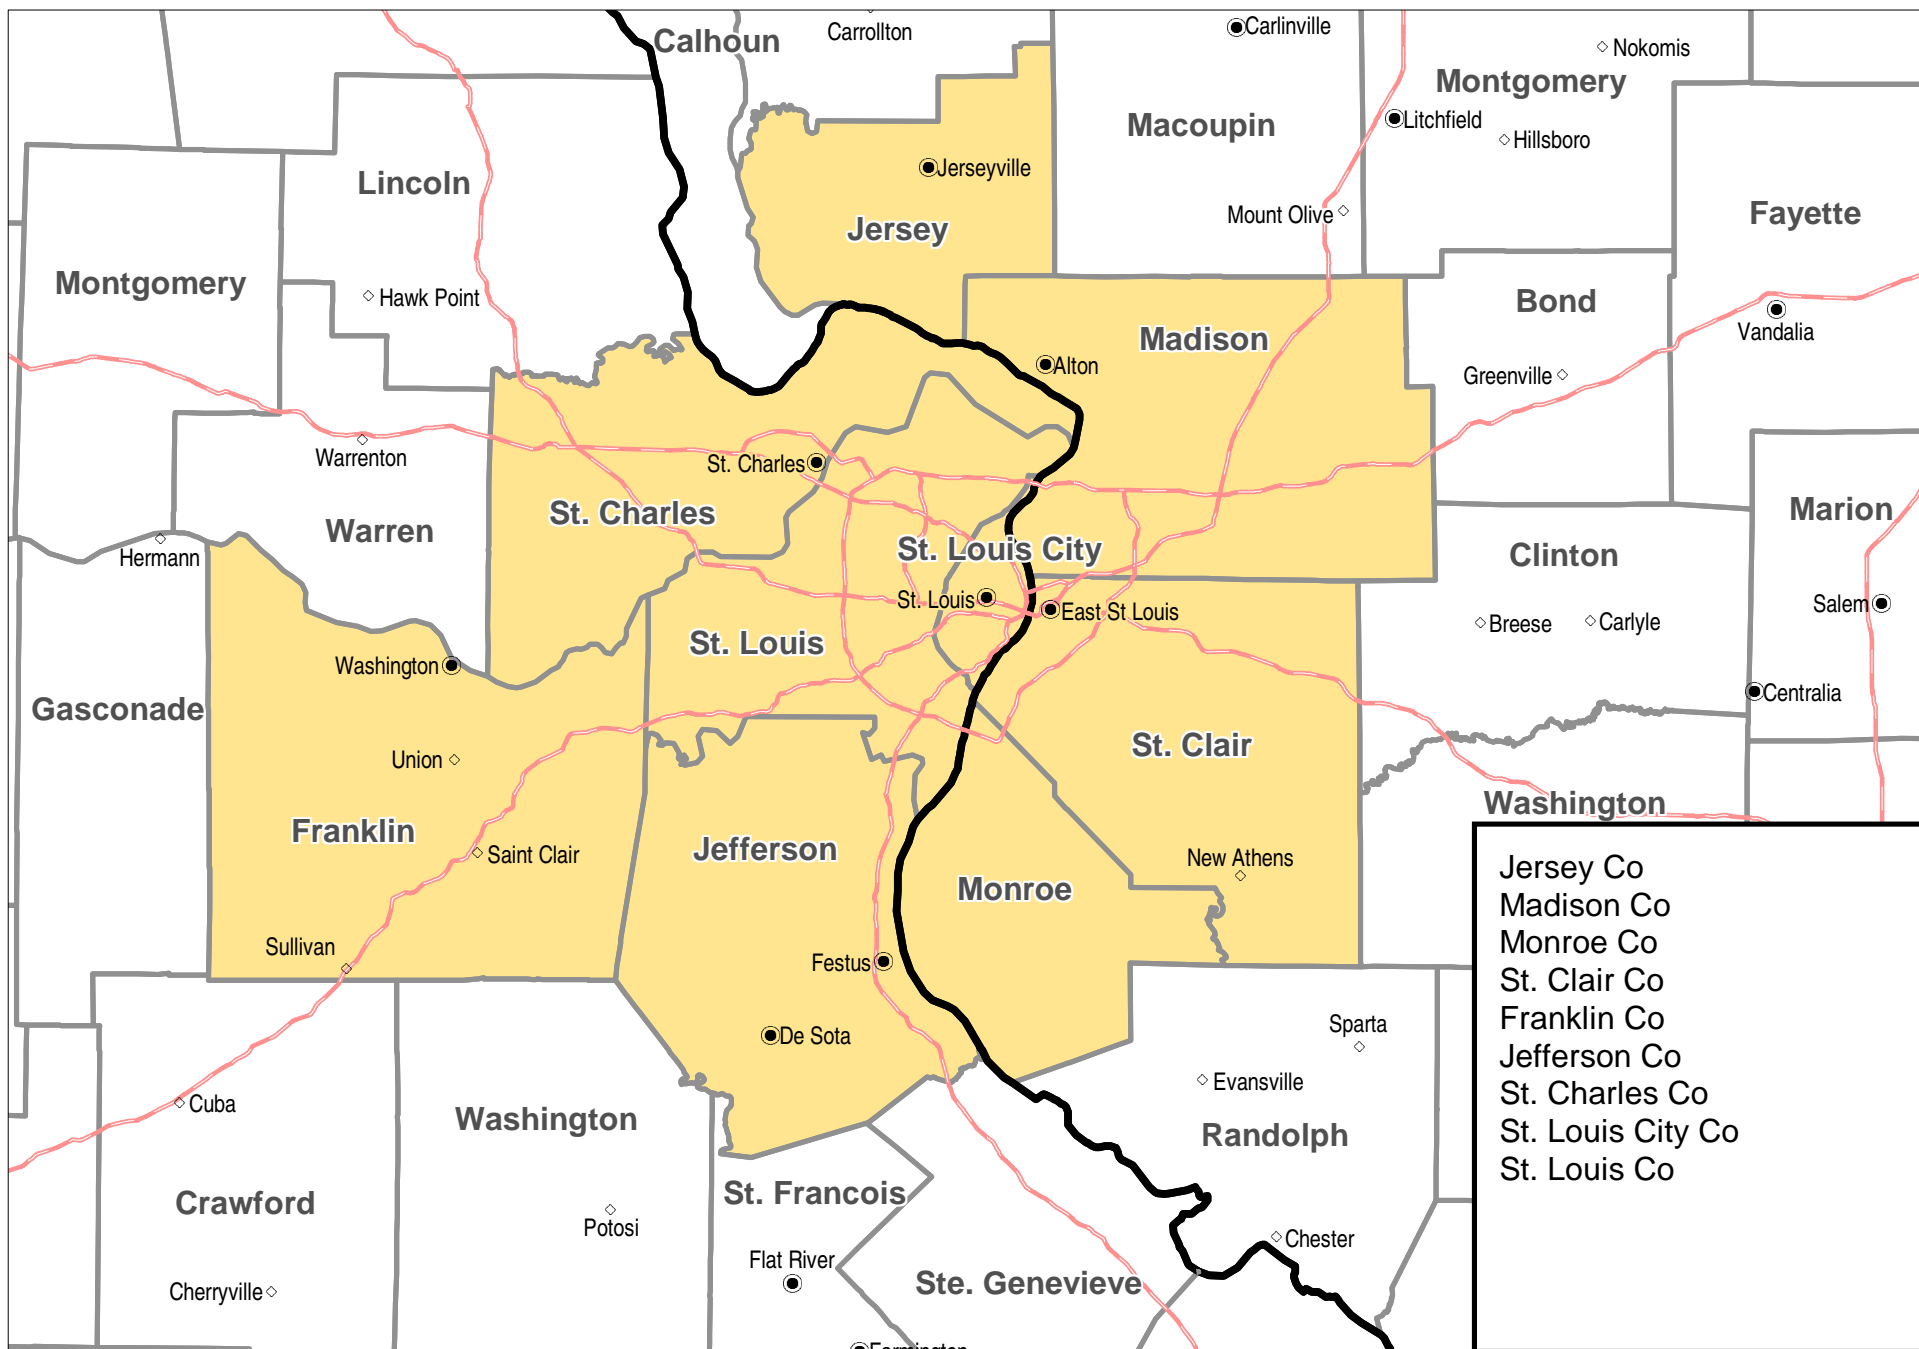 Calhoun
Carrollton
Carlinville
Nokomis
Montgomery
Litchfield
Macoupin
Hillsboro
Jerseyville
Lincoln
Mount Olive
Fayette
Jersey
Montgomery
Hawk Point
Bond
Vandalia
Madison
Alton
Greenville
Warrenton
St. Charles
St. Charles
Marion
Warren
Hermann
St. Louis City
Clinton
St. Louis
East St Louis
Salem
Breese
Carlyle
St. Louis
Washington
Centralia
Gasconade
St. Clair
Union
Washington
Franklin
Saint Clair
Jefferson
New Athens
Monroe
Sullivan
Festus
De Sota
Sparta
Evansville
Cuba
Washington
Randolph
St. Francois
Crawford
Potosi
Chester
Flat River
Ste. Genevieve
Cherryville
Jersey Co
Madison Co
Monroe Co
St. Clair Co
Franklin Co
Jefferson Co
St. Charles Co
St. Louis City Co
St. Louis Co